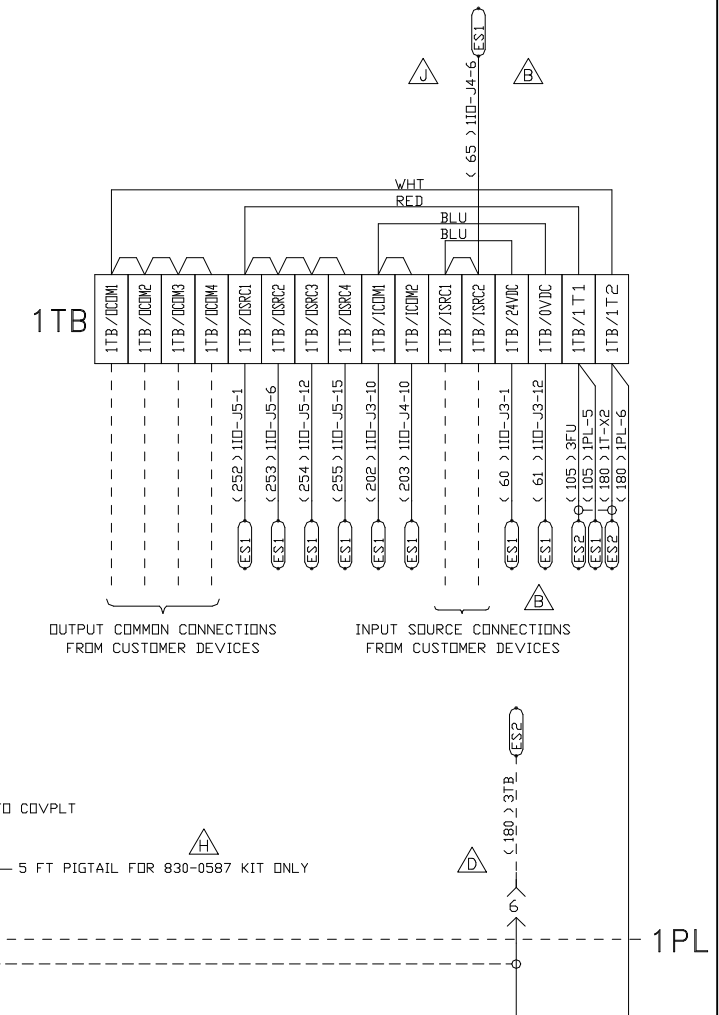 ES1
( 65 ) 1IO-J4-6
J
B
WHT
RED
BLU
BLU
1TB
1TB/OCOM1
1TB/OCOM2
1TB/OCOM3
1TB/OCOM4
1TB/OSRC1
1TB/OSRC2
1TB/OSRC3
1TB/OSRC4
1TB/ICOM1
1TB/ICOM2
1TB/ISRC1
1TB/ISRC2
1TB/24VDC
1TB/0VDC
1TB/1T1
1TB/1T2
(252)1IO-J5-1
(253)1IO-J5-6
(254)1IO-J5-12
(255)1IO-J5-15
(202)1IO-J3-10
(203)1IO-J4-10
( 60 )1IO-J3-1
( 61 )1IO-J3-12
(105)3FU
(105)1PL-5
(180)1T-X2
(180)1PL-6
ES1
ES1
ES1
ES1
ES1
ES1
ES1
ES1
ES2
ES1
ES2
B
OUTPUT COMMON CONNECTIONS
FROM CUSTOMER DEVICES
INPUT SOURCE CONNECTIONS
FROM CUSTOMER DEVICES
ES2
(180)3TB
TO COVPLT
H
5 FT PIGTAIL FOR 830-0587 KIT ONLY
D
6
1PL